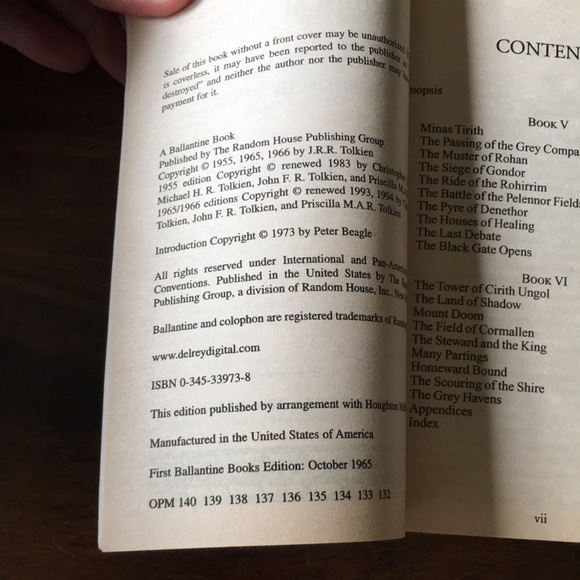 Sale of this book without a front cover may be unauthorized.
is coverless, it may have been reported to the publisher
destroyed" and neither the author nor the publisher may
payment for it.
A Ballantine Book
Published by The Random House Publishing Group
Copyright © 1955, 1965, 1966 by J.R.R. Tolkien
1955 edition Copyright © renewed 1983 by Christopher
Michael H. R. Tolkien, John F. R. Tolkien, and Priscilla M.A.
1965/1966 editions Copyright © renewed 1993, 1994 by
Tolkien, John F. R. Tolkien, and Priscilla M.A.R. Tolkien
Introduction Copyright © 1973 by Peter Beagle
All rights reserved under International and Pan-American
Conventions. Published in the United States by The
Publishing Group, a division of Random House, Inc., New
Ballantine and colophon are registered trademarks of
www.delreydigital.com
ISBN 0-345-33973-8
This edition published by arrangement with Houghton
Manufactured in the United States of America
First Ballantine Books Edition: October 1965
OPM 140 139 138 137 136 135 134 133 132
CONTEN
nopsis
BOOK V
Minas Tirith
The Passing of the Grey Compa
The Muster of Rohan
The Siege of Gondor
The Ride of the Rohirrim
The Battle of the Pelennor Fields
The Pyre of Denethor
The Houses of Healing
The Last Debate
The Black Gate Opens
BOOK VI
The Tower of Cirith Ungol
The Land of Shadow
Mount Doom
The Field of Cormallen
The Steward and the King
Many Partings
Homeward Bound
The Scouring of the Shire
The Grey Havens
Appendices
Index
vii